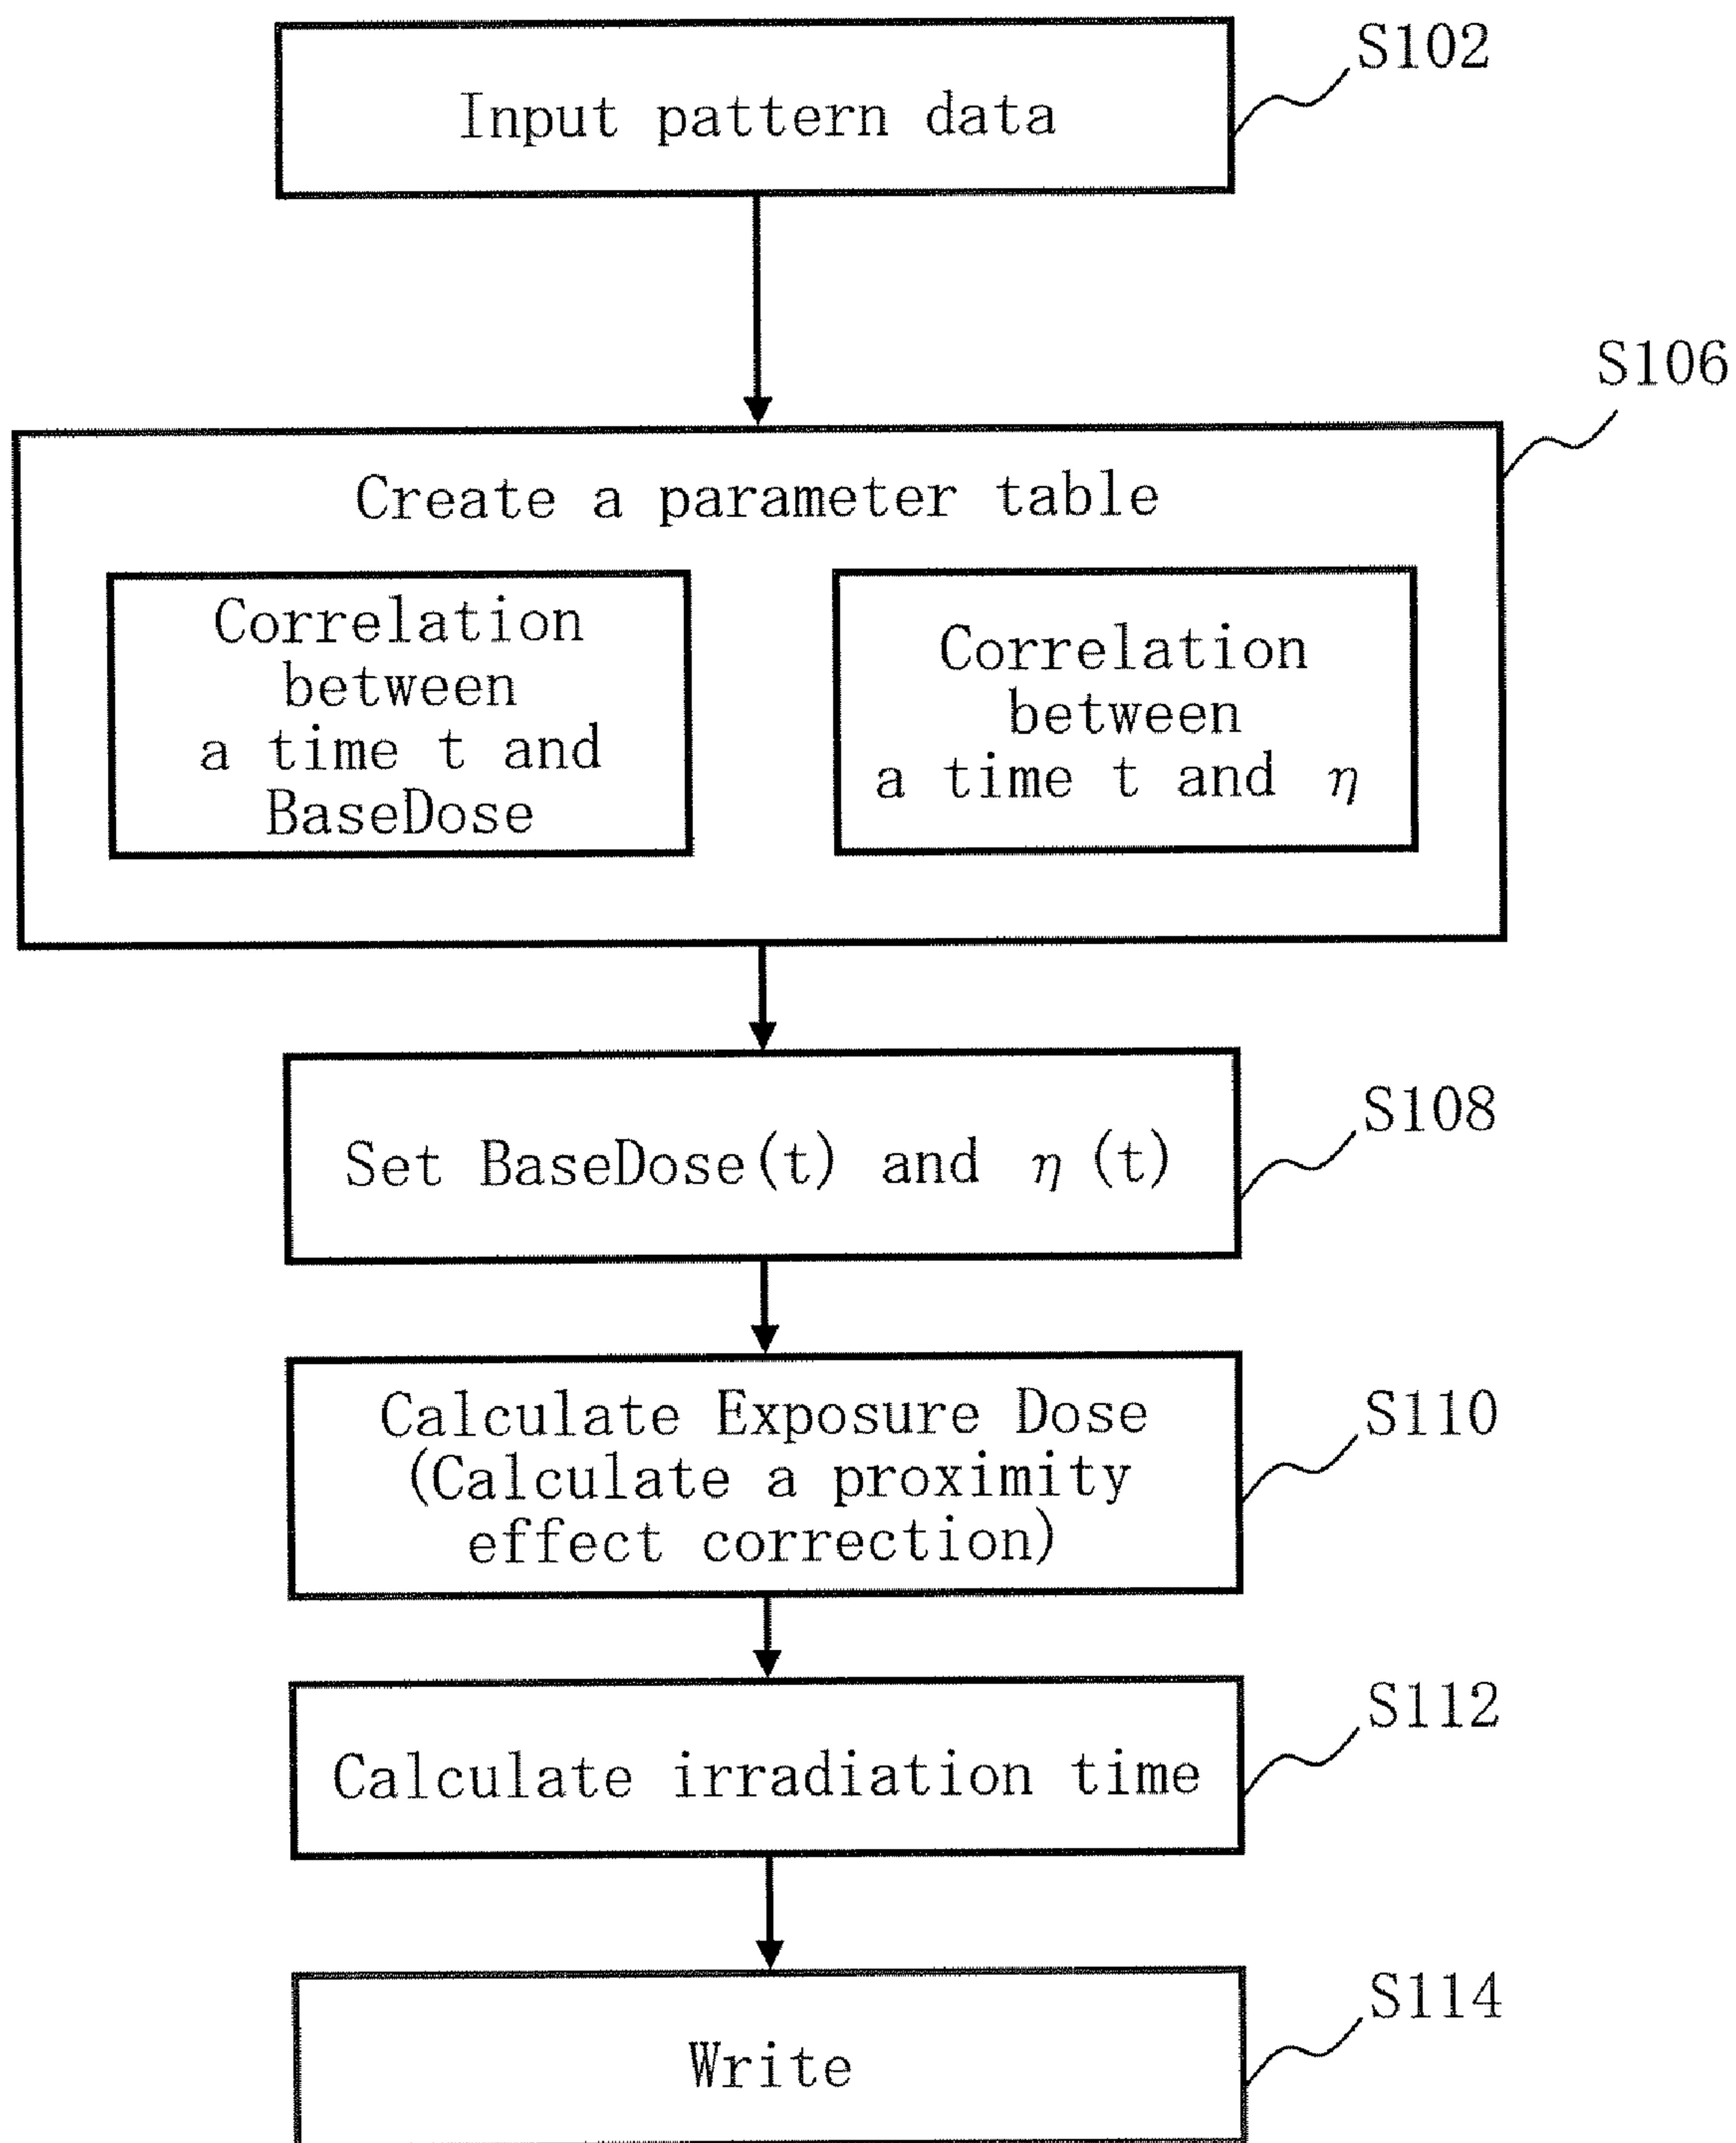 S102
Input pattern data
S106
Create a parameter table
Correlation
between
a time t and
BaseDose
Correlation
between
a time t and η
S108
Set BaseDose(t) and η(t)
S110
Calculate Exposure Dose
(Calculate a proximity
effect correction)
S112
Calculate irradiation time
S114
Write